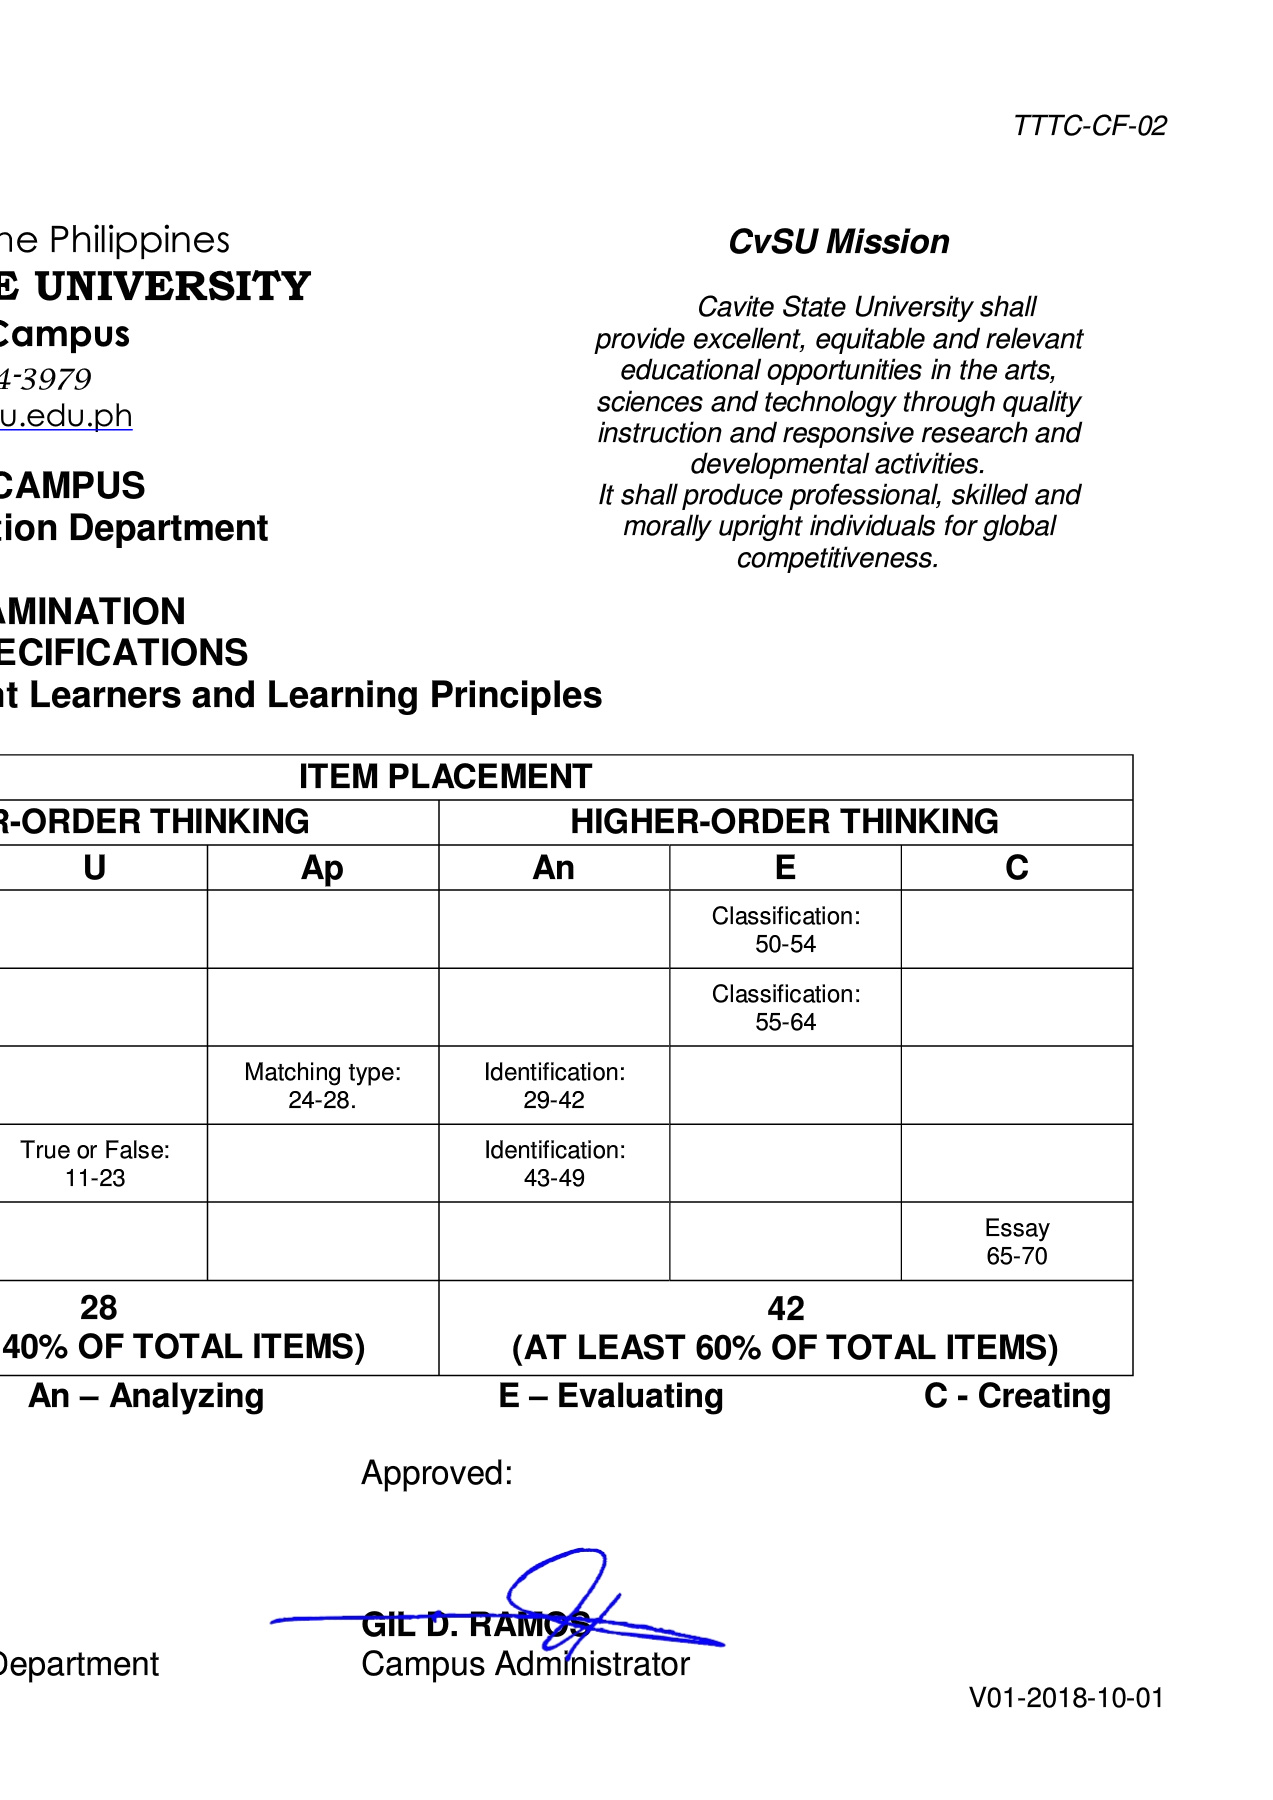 TTTC-CF-02
ne Philippines
E UNIVERSITY
Campus
4-3979
u.edu.ph
CAMPUS
tion Department
AMINATION
ECIFICATIONS
nt Learners and Learning Principles
CvSU Mission
Cavite State University shall
provide excellent, equitable and relevant
educational opportunities in the arts,
sciences and technology through quality
instruction and responsive research and
developmental activities.
It shall produce professional, skilled and
morally upright individuals for global
competitiveness.
ITEM PLACEMENT
R-ORDER THINKING HIGHER-ORDER THINKING
U Ap An E C
Classification:
50-54
Classification:
55-64
Matching type: Identification:
24-28. 29-42
True or False: Identification:
11-23 43-49
Essay
65-70
28 42
40% OF TOTAL ITEMS) (AT LEAST 60% OF TOTAL ITEMS)
An – Analyzing E – Evaluating C - Creating
Approved:
GIL D. RAMOS
Department Campus Administrator
V01-2018-10-01